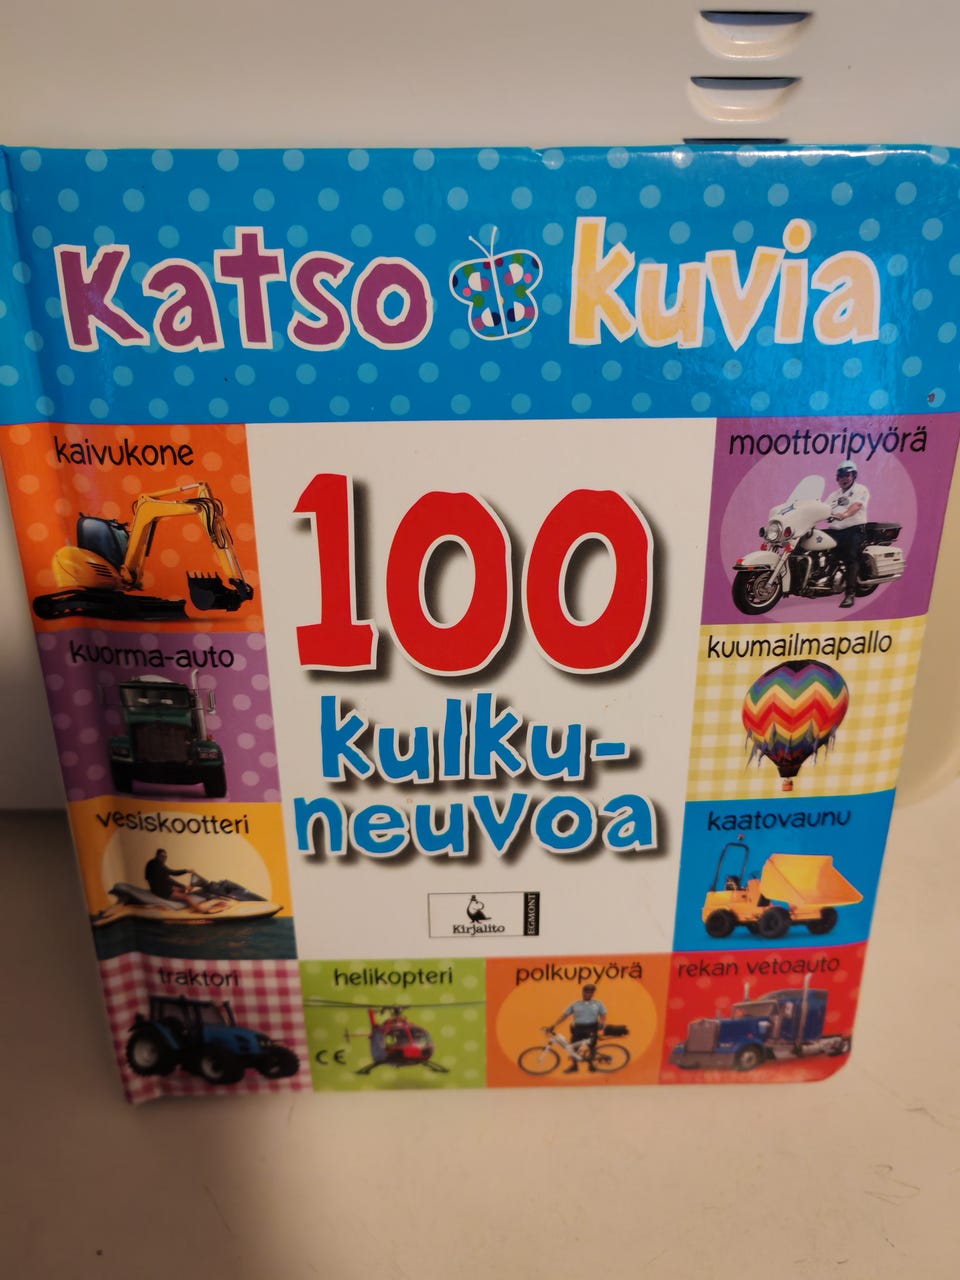 Katso kuvia
kaivukone
moottoripyörä
100
kulku-
neuvoa
kuorma-auto
kuumailmapallo
vesiskootteri
kaatovaunu
Kirjalito
EGMONT
traktori
helikopteri
polkupyörä
rekan vetoauto
CE